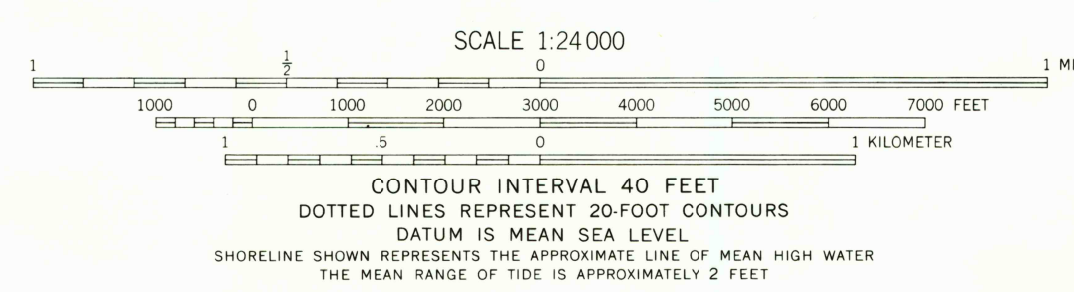 SCALE 1:24 000
1 1/2 0 1 MI
1000 0 1000 2000 3000 4000 5000 6000 7000 FEET
1 .5 0 1 KILOMETER
CONTOUR INTERVAL 40 FEET
DOTTED LINES REPRESENT 20-FOOT CONTOURS
DATUM IS MEAN SEA LEVEL
SHORELINE SHOWN REPRESENTS THE APPROXIMATE LINE OF MEAN HIGH WATER
THE MEAN RANGE OF TIDE IS APPROXIMATELY 2 FEET